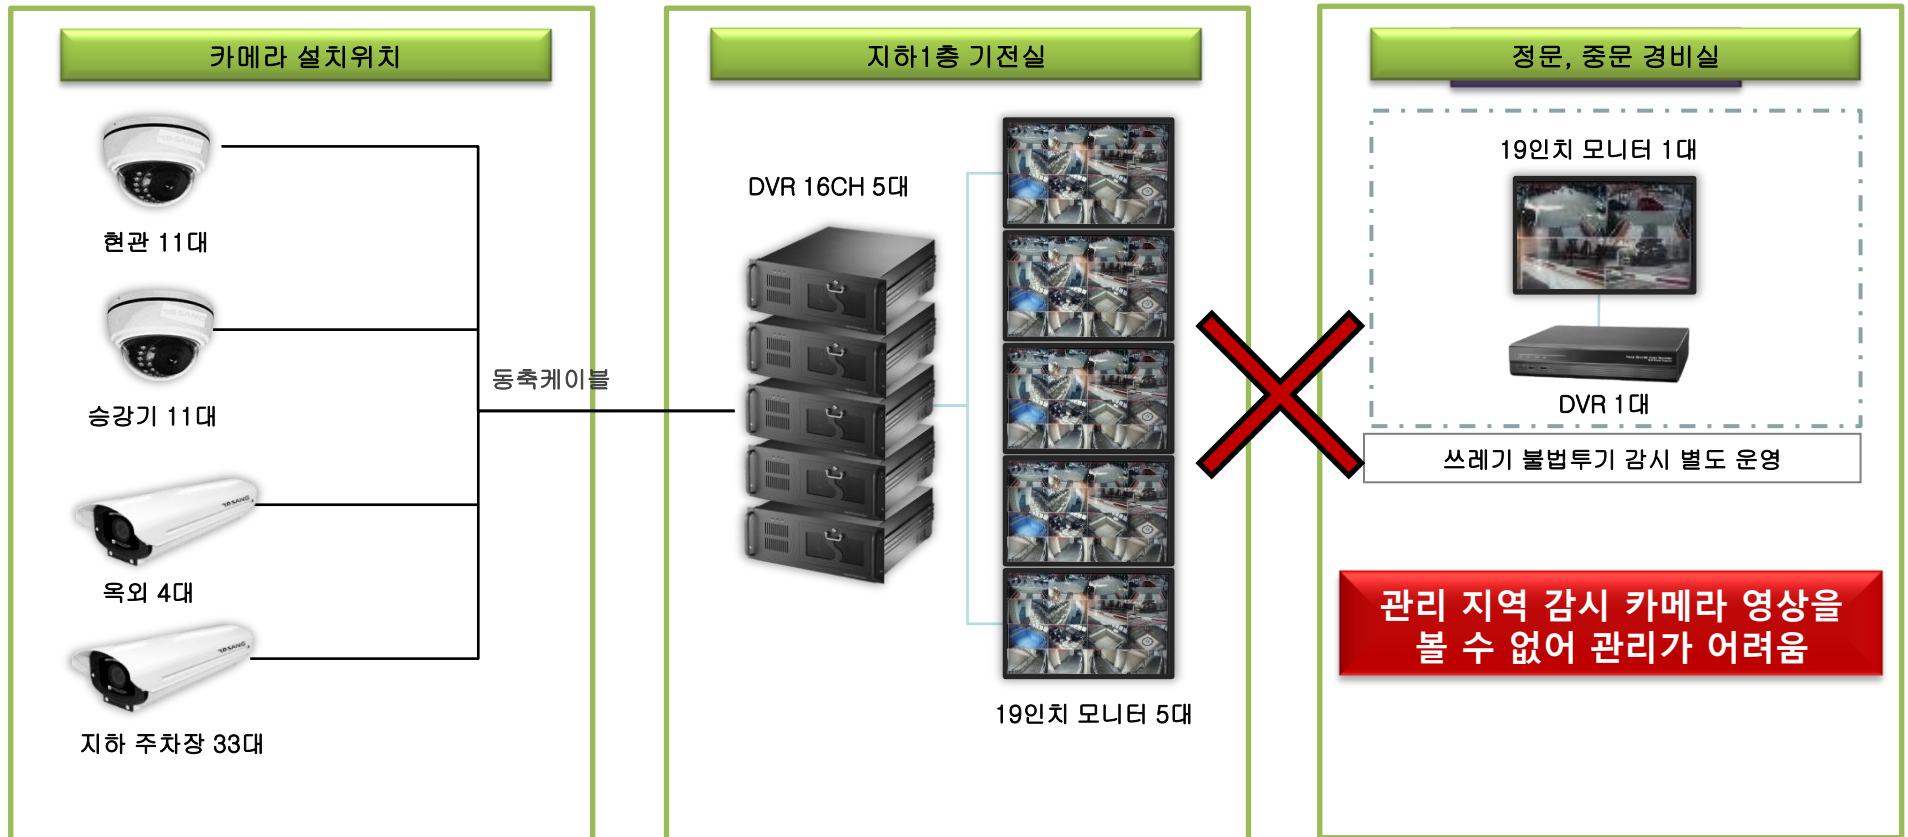 카메라 설치위치
현관 11대
승강기 11대
옥외 4대
지하 주차장 33대
동축케이블
지하1층 기전실
DVR 16CH 5대
19인치 모니터 5대
정문, 중문 경비실
19인치 모니터 1대
DVR 1대
쓰레기 불법투기 감시 별도 운영
관리 지역 감시 카메라 영상을
볼 수 없어 관리가 어려움